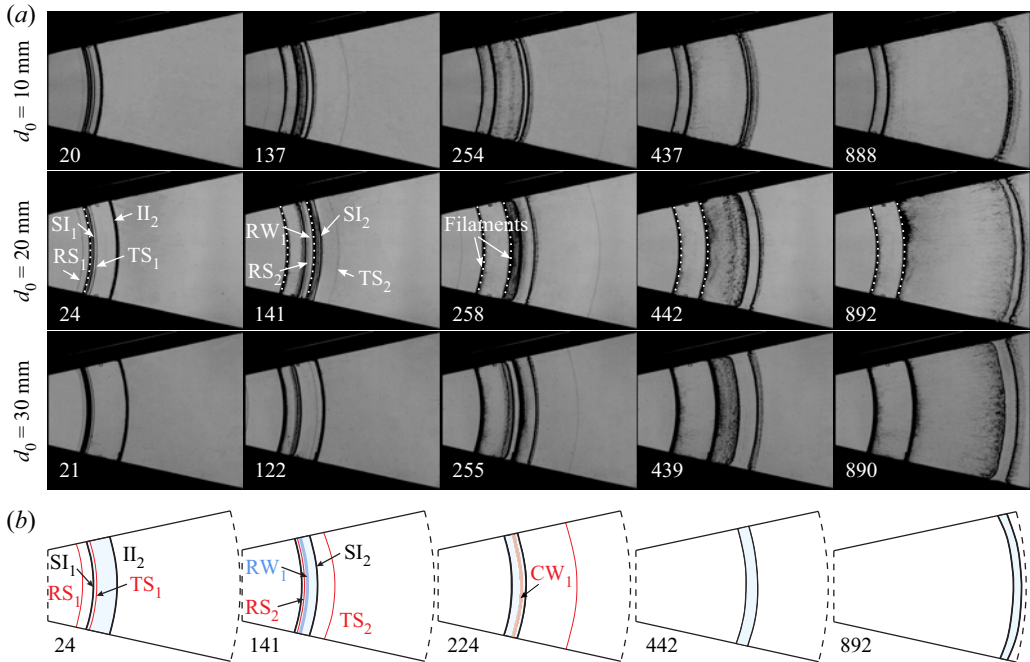 (a)
d₀ = 10 mm
20
137
254
437
888
d₀ = 20 mm
SI₁
II₂
RS₁
TS₁
24
RW₁
SI₂
RS₂
TS₂
141
Filaments
258
442
892
d₀ = 30 mm
21
122
255
439
890
(b)
SI₁
II₂
RS₁
TS₁
24
RW₁
SI₂
RS₂
TS₂
141
CW₁
224
442
892